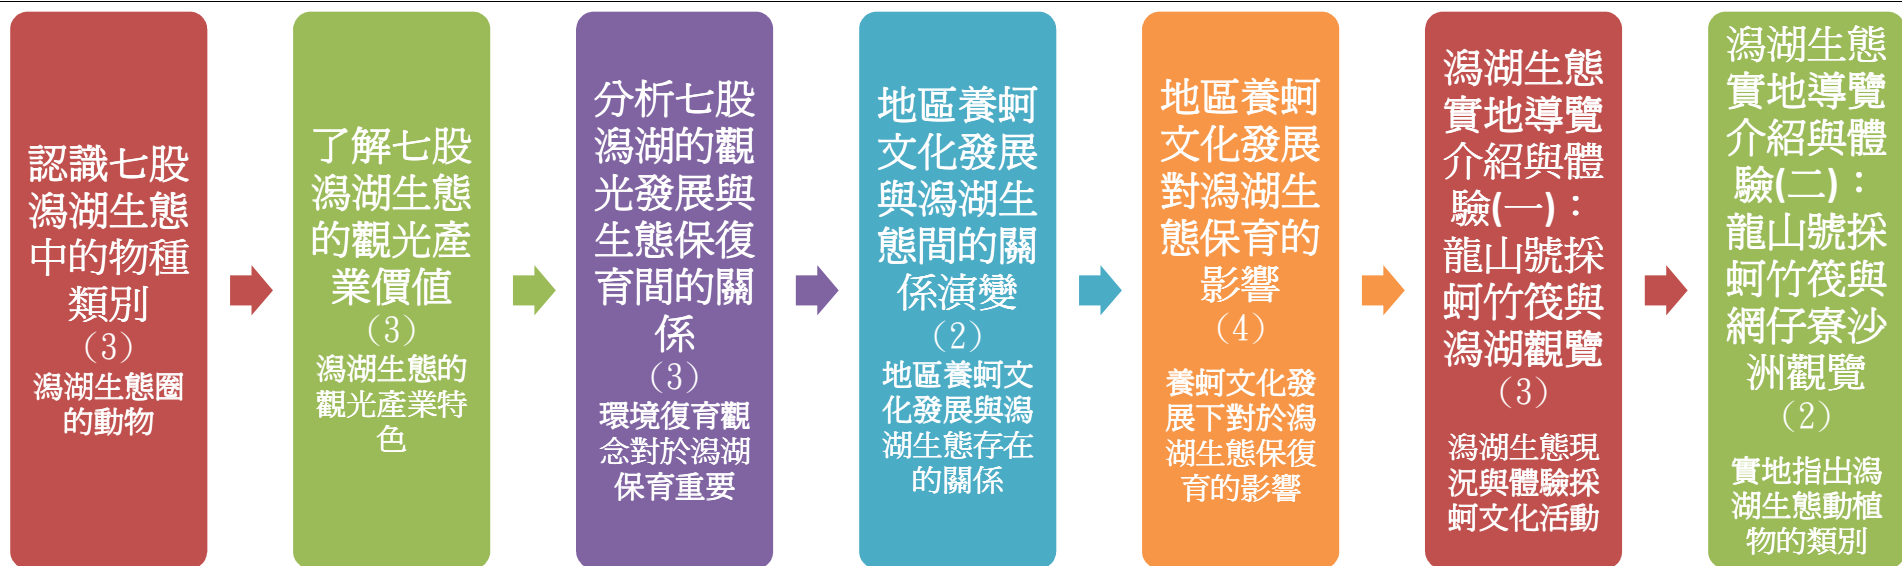 認識七股
潟湖生態
中的物種
類別
（3）
潟湖生態圈
的動物
了解七股
潟湖生態
的觀光產
業價值
（3）
潟湖生態的
觀光產業特
色
分析七股
潟湖的觀
光發展與
生態保復
育間的關
係
（3）
環境復育觀
念對於潟湖
保育重要
地區養蚵
文化發展
與潟湖生
態間的關
係演變
（2）
地區養蚵文
化發展與潟
湖生態存在
的關係
地區養蚵
文化發展
對潟湖生
態保育的
影響
（4）
養蚵文化發
展下對於潟
湖生態保復
育的影響
潟湖生態
實地導覽
介紹與體
驗(一)：
龍山號採
蚵竹筏與
潟湖觀覽
（3）
潟湖生態現
況與體驗採
蚵文化活動
潟湖生態
實地導覽
介紹與體
驗(二)：
龍山號採
蚵竹筏與
網仔寮沙
洲觀覽
（2）
實地指出潟
湖生態動植
物的類別